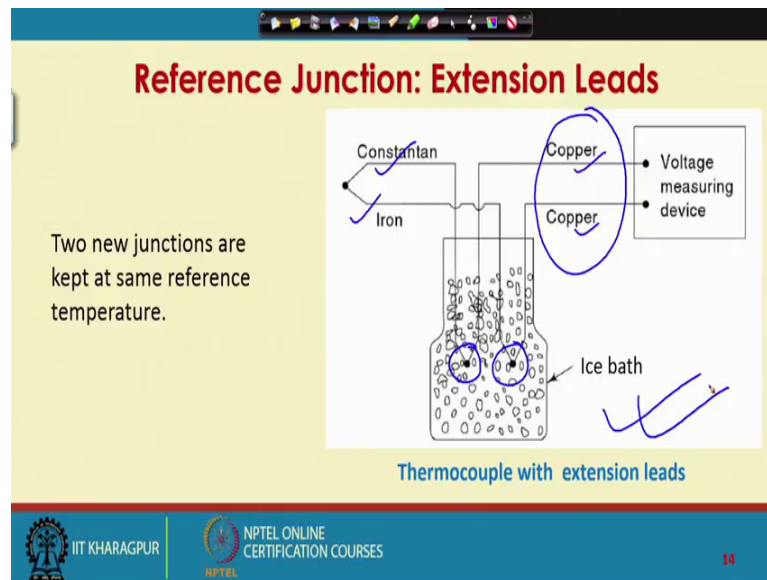 Reference Junction: Extension Leads
Two new junctions are
kept at same reference
temperature.
Constantan
Iron
Copper
Copper
Voltage
measuring
device
Ice bath
Thermocouple with extension leads
IIT KHARAGPUR
NPTEL
NPTEL ONLINE
CERTIFICATION COURSES
14